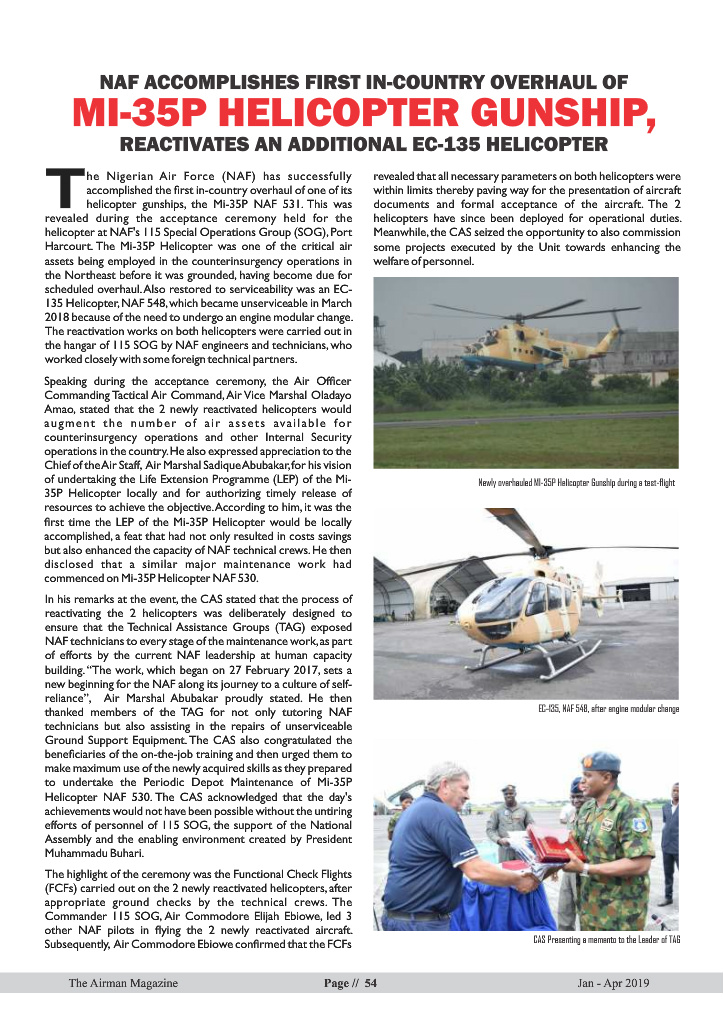 NAF ACCOMPLISHES FIRST IN-COUNTRY OVERHAUL OF
MI-35P HELICOPTER GUNSHIP,
REACTIVATES AN ADDITIONAL EC-135 HELICOPTER
The Nigerian Air Force (NAF) has successfully
accomplished the first in-country overhaul of one of its
helicopter gunships, the Mi-35P NAF 531. This was
revealed during the acceptance ceremony held for the
helicopter at NAF's 115 Special Operations Group (SOG), Port
Harcourt. The Mi-35P Helicopter was one of the critical air
assets being employed in the counterinsurgency operations in
the Northeast before it was grounded, having become due for
scheduled overhaul. Also restored to serviceability was an EC-
135 Helicopter, NAF 548, which became unserviceable in March
2018 because of the need to undergo an engine modular change.
The reactivation works on both helicopters were carried out in
the hangar of 115 SOG by NAF engineers and technicians, who
worked closely with some foreign technical partners.
Speaking during the acceptance ceremony, the Air Officer
Commanding Tactical Air Command, Air Vice Marshal Oladayo
Amao, stated that the 2 newly reactivated helicopters would
augment the number of air assets available for
counterinsurgency operations and other Internal Security
operations in the country. He also expressed appreciation to the
Chief of the Air Staff, Air Marshal Sadique Abubakar, for his vision
of undertaking the Life Extension Programme (LEP) of the Mi-
35P Helicopter locally and for authorizing timely release of
resources to achieve the objective. According to him, it was the
first time the LEP of the Mi-35P Helicopter would be locally
accomplished, a feat that had not only resulted in costs savings
but also enhanced the capacity of NAF technical crews. He then
disclosed that a similar major maintenance work had
commenced on Mi-35P Helicopter NAF 530.
In his remarks at the event, the CAS stated that the process of
reactivating the 2 helicopters was deliberately designed to
ensure that the Technical Assistance Groups (TAG) exposed
NAF technicians to every stage of the maintenance work, as part
of efforts by the current NAF leadership at human capacity
building. “The work, which began on 27 February 2017, sets a
new beginning for the NAF along its journey to a culture of self-
reliance”, Air Marshal Abubakar proudly stated. He then
thanked members of the TAG for not only tutoring NAF
technicians but also assisting in the repairs of unserviceable
Ground Support Equipment. The CAS also congratulated the
beneficiaries of the on-the-job training and then urged them to
make maximum use of the newly acquired skills as they prepared
to undertake the Periodic Depot Maintenance of Mi-35P
Helicopter NAF 530. The CAS acknowledged that the day's
achievements would not have been possible without the untiring
efforts of personnel of 115 SOG, the support of the National
Assembly and the enabling environment created by President
Muhammadu Buhari.
The highlight of the ceremony was the Functional Check Flights
(FCFs) carried out on the 2 newly reactivated helicopters, after
appropriate ground checks by the technical crews. The
Commander 115 SOG, Air Commodore Elijah Ebiowe, led 3
other NAF pilots in flying the 2 newly reactivated aircraft.
Subsequently, Air Commodore Ebiowe confirmed that the FCFs
revealed that all necessary parameters on both helicopters were
within limits thereby paving way for the presentation of aircraft
documents and formal acceptance of the aircraft. The 2
helicopters have since been deployed for operational duties.
Meanwhile, the CAS seized the opportunity to also commission
some projects executed by the Unit towards enhancing the
welfare of personnel.
Newly overhauled MI-35P Helicopter Gunship during a test-flight
EC-135, NAF 548, after engine modular change
CAS Presenting a memento to the Leader of TAG
The Airman Magazine
Page // 54
Jan - Apr 2019